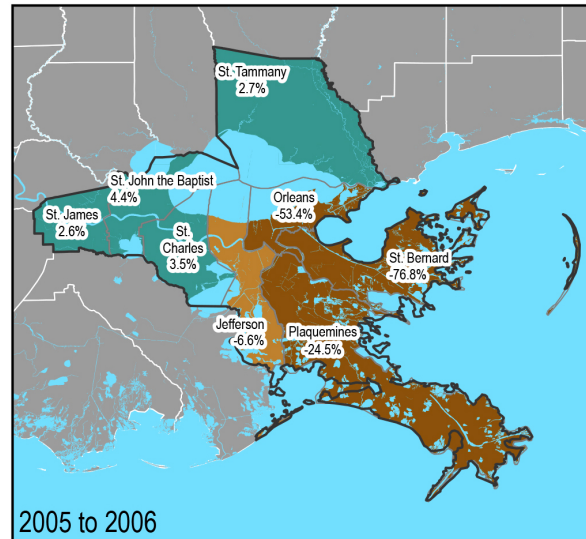 St. Tammany
2.7%
St. John the Baptist
4.4%
Orleans
-53.4%
St. James
2.6%
St.
Charles
3.5%
St. Bernard
-76.8%
Jefferson
-6.6%
Plaquemines
-24.5%
2005 to 2006